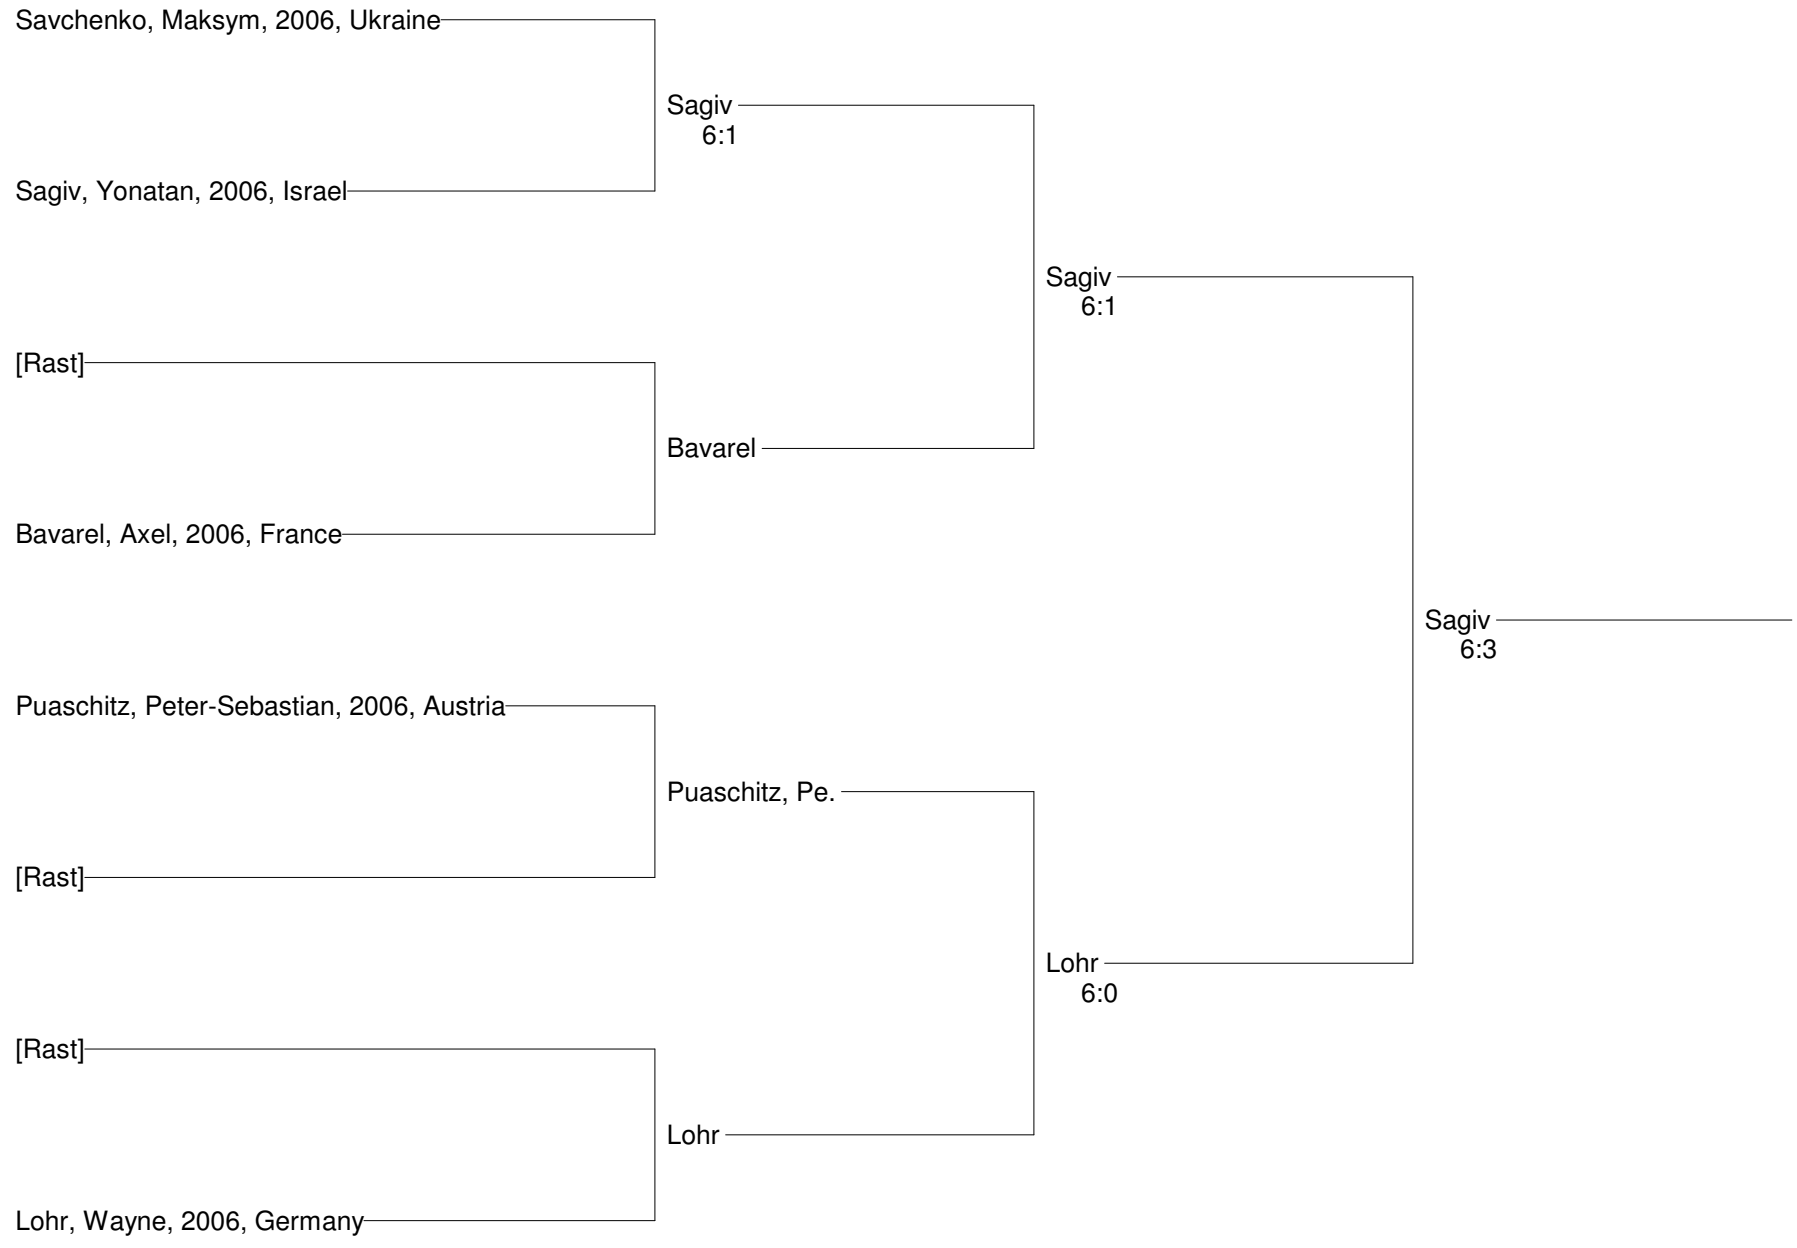 Savchenko, Maksym, 2006, Ukraine
Sagiv
6:1
Sagiv, Yonatan, 2006, Israel
Sagiv
6:1
[Rast]
Bavarel
Bavarel, Axel, 2006, France
Sagiv
6:3
Puaschitz, Peter-Sebastian, 2006, Austria
Puaschitz, Pe.
[Rast]
Lohr
6:0
[Rast]
Lohr
Lohr, Wayne, 2006, Germany